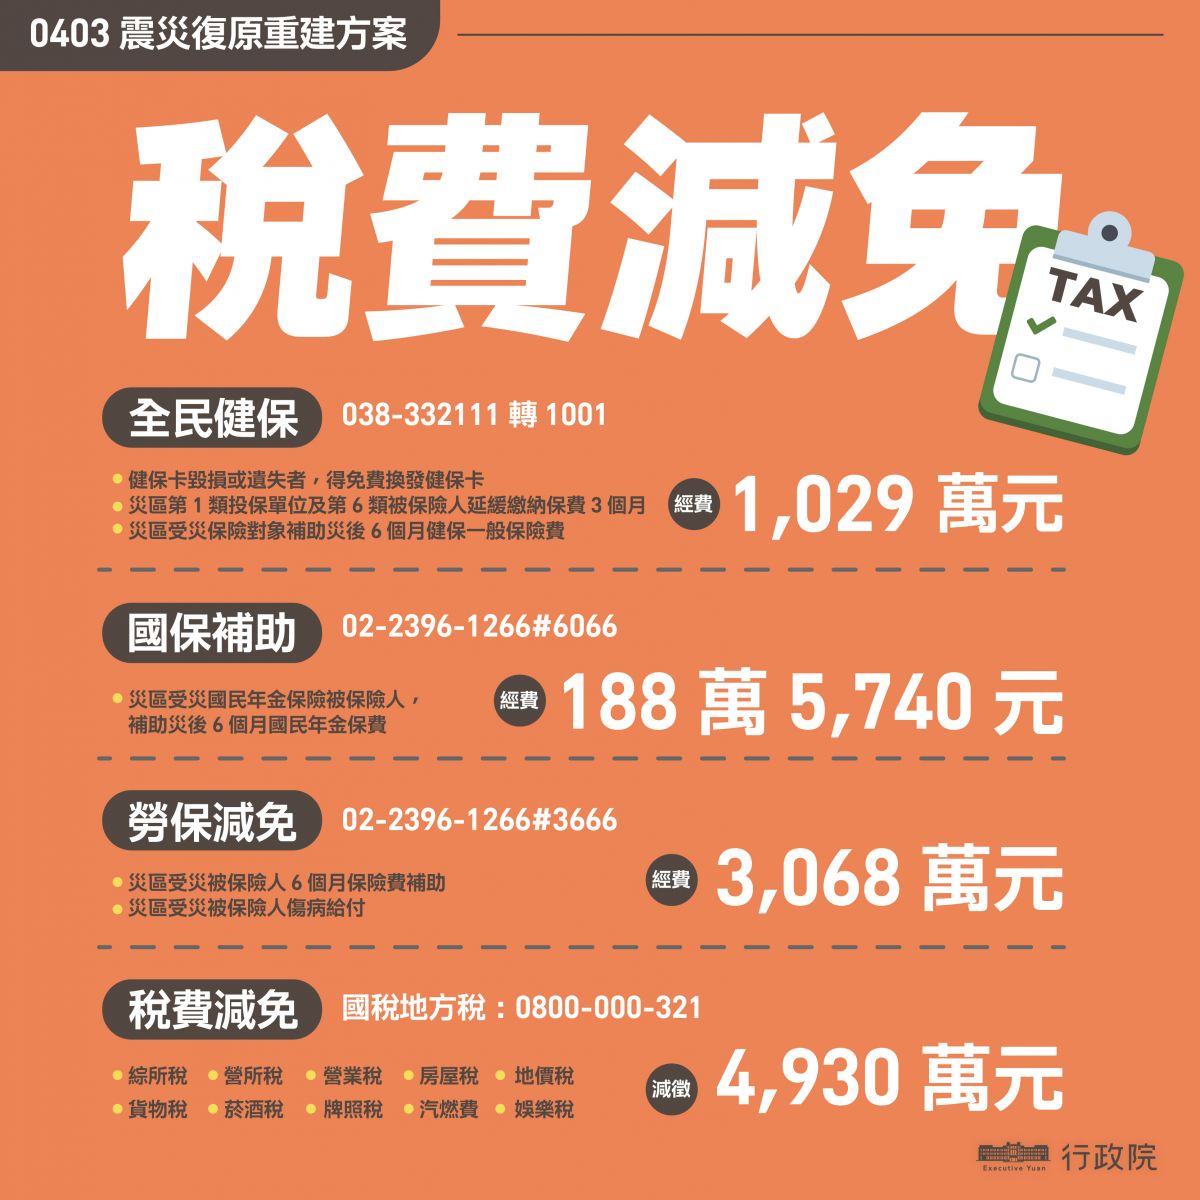 0403 震災復原重建方案
稅費減免
TAX
全民健保 038-332111 轉 1001
健保卡毀損或遺失者，得免費換發健保卡
災區第 1 類投保單位及第 6 類被保險人延緩繳納保費 3 個月
災區受災保險對象補助災後 6 個月健保一般保險費
經費 1,029 萬元
國保補助 02-2396-1266#6066
災區受災國民年金保險被保險人，
補助災後 6 個月國民年金保費
經費 188 萬 5,740 元
勞保減免 02-2396-1266#3666
災區受災被保險人 6 個月保險費補助
災區受災被保險人傷病給付
經費 3,068 萬元
稅費減免 國稅地方稅：0800-000-321
綜所稅 營所稅 營業稅 房屋稅 地價稅
貨物稅 菸酒稅 牌照稅 汽燃費 娛樂稅
減徵 4,930 萬元
Executive Yuan 行政院